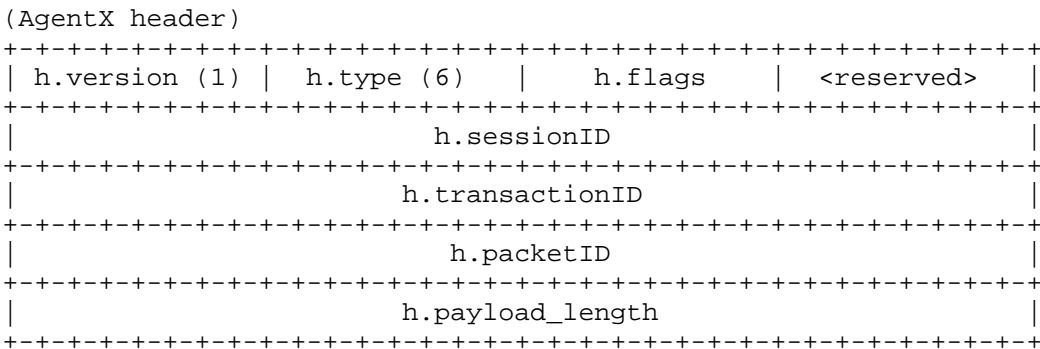 (AgentX header)
+-+-+-+-+-+-+-+-+-+-+-+-+-+-+-+-+-+-+-+-+-+-+-+-+-+-+-+-+-+-+-+-+
| h.version (1) |  h.type (6)   |    h.flags    |  <reserved>   |
+-+-+-+-+-+-+-+-+-+-+-+-+-+-+-+-+-+-+-+-+-+-+-+-+-+-+-+-+-+-+-+-+
|                          h.sessionID                          |
+-+-+-+-+-+-+-+-+-+-+-+-+-+-+-+-+-+-+-+-+-+-+-+-+-+-+-+-+-+-+-+-+
|                        h.transactionID                        |
+-+-+-+-+-+-+-+-+-+-+-+-+-+-+-+-+-+-+-+-+-+-+-+-+-+-+-+-+-+-+-+-+
|                           h.packetID                          |
+-+-+-+-+-+-+-+-+-+-+-+-+-+-+-+-+-+-+-+-+-+-+-+-+-+-+-+-+-+-+-+-+
|                        h.payload_length                       |
+-+-+-+-+-+-+-+-+-+-+-+-+-+-+-+-+-+-+-+-+-+-+-+-+-+-+-+-+-+-+-+-+